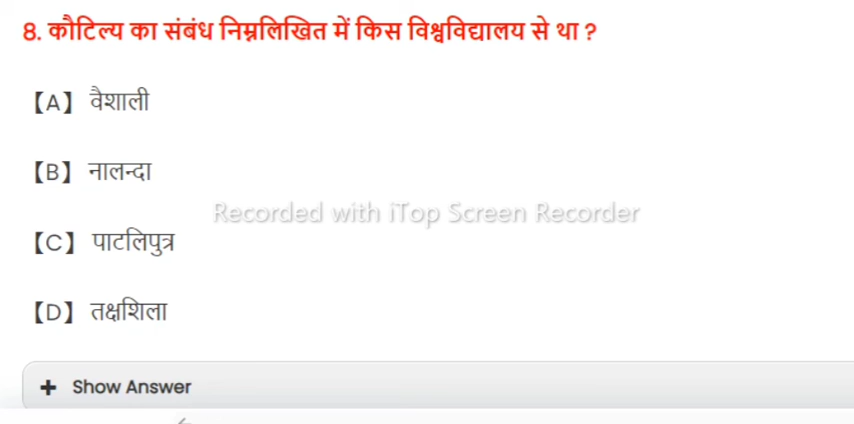 8. कौटिल्य का संबंध निम्नलिखित में किस विश्वविद्यालय से था ?
【A】 वैशाली
【B】 नालन्दा
Recorded with iTop Screen Recorder
【C】 पाटलिपुत्र
【D】 तक्षशिला
+ Show Answer